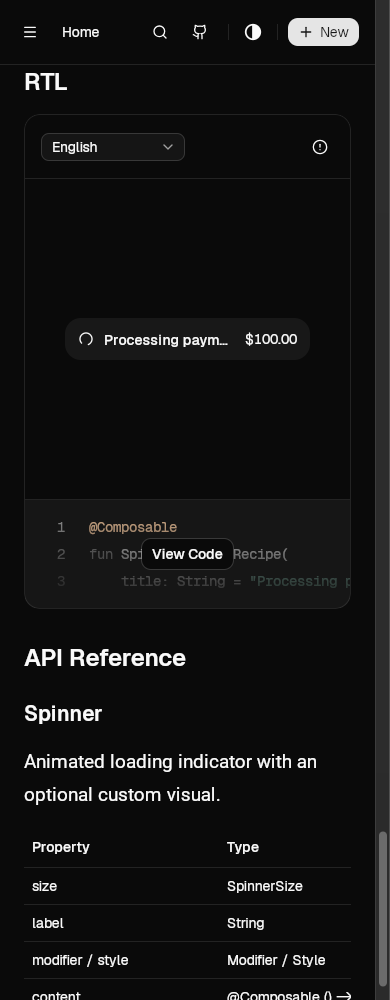 Home
New
RTL
English
Processing paym... $100.00
1 @Composable
2 fun Spi Recipe(
View Code
3 title: String = "Processing p
API Reference
Spinner
Animated loading indicator with an
optional custom visual.
Property Type
size SpinnerSize
label String
modifier / style Modifier / Style
content @Composable () ->